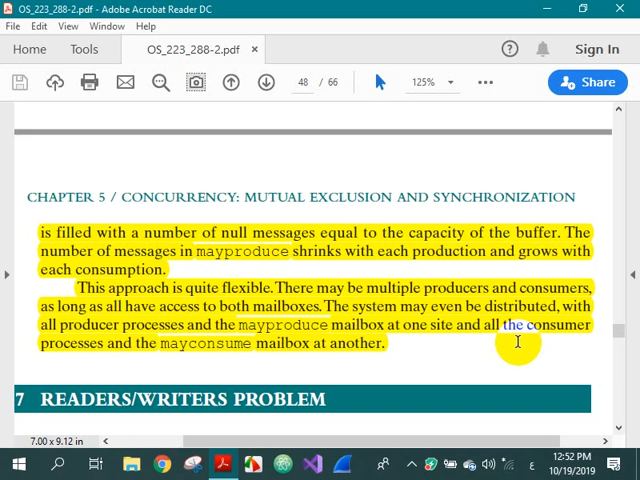 OS_223_288-2.pdf - Adobe Acrobat Reader DC
File Edit View Window Help
Home Tools OS_223_288-2.pdf × ? Sign In
48 / 66 125% Share
CHAPTER 5 / CONCURRENCY: MUTUAL EXCLUSION AND SYNCHRONIZATION
is filled with a number of null messages equal to the capacity of the buffer. The
number of messages in mayproduce shrinks with each production and grows with
each consumption.
This approach is quite flexible. There may be multiple producers and consumers,
as long as all have access to both mailboxes. The system may even be distributed, with
all producer processes and the mayproduce mailbox at one site and all the consumer
processes and the mayconsume mailbox at another.
7 READERS/WRITERS PROBLEM
7.00 x 9.12 in
12:52 PM
ع
10/19/2019